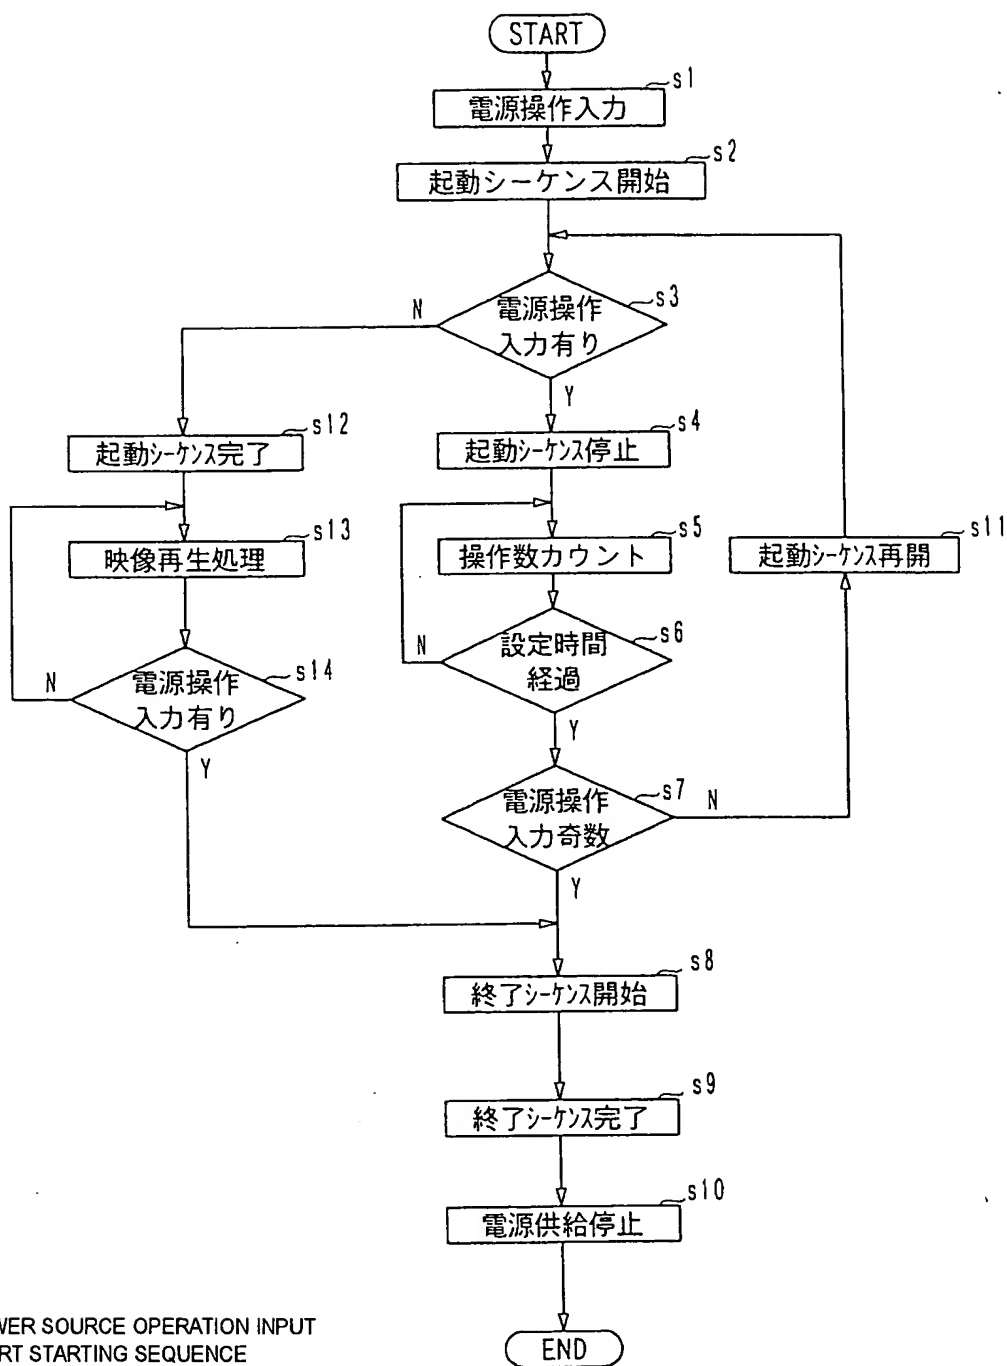 START
s1
電源操作入力
s2
起動シーケンス開始
s3
電源操作
入力有り
N
Y
s12
起動シーケンス完了
s4
起動シーケンス停止
s13
映像再生処理
s5
操作数カウント
s11
起動シーケンス再開
s6
設定時間
経過
N
Y
s14
電源操作
入力有り
N
Y
s7
電源操作
入力奇数
N
Y
s8
終了シーケンス開始
s9
終了シーケンス完了
s10
電源供給停止
END
SOURCE OPERATION INPUT
STARTING SEQUENCE